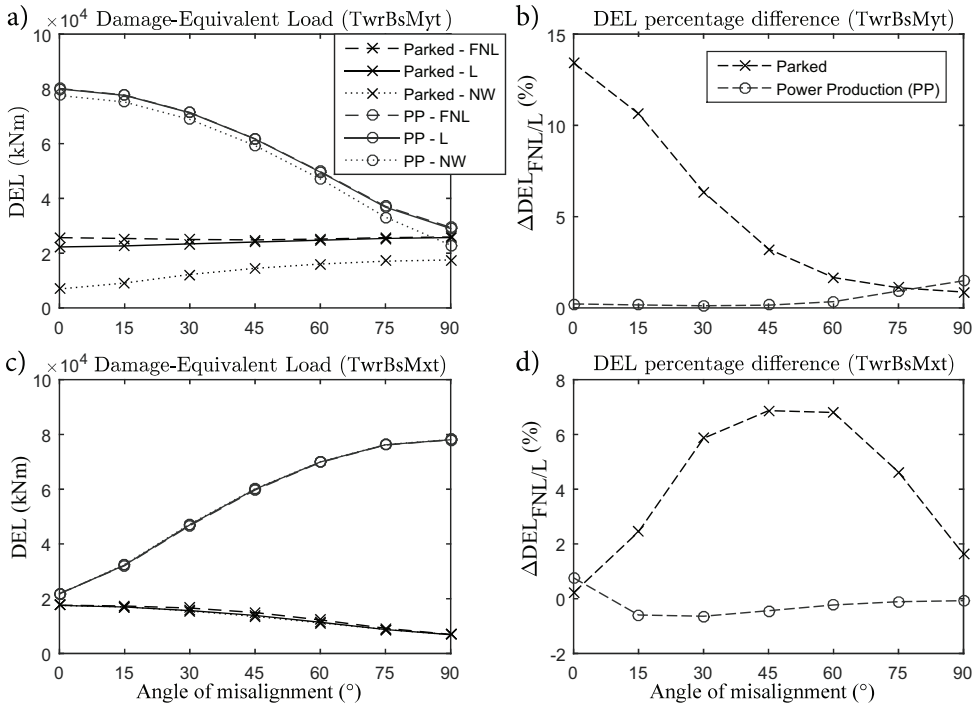 a)
×10⁴ Damage-Equivalent Load (TwrBsMyt)
10
8
6
4
2
0
DEL (kNm)
Parked - FNL
Parked - L
Parked - NW
PP - FNL
PP - L
PP - NW
0 15 30 45 60 75 90
b)
DEL percentage difference (TwrBsMyt)
15
10
5
0
ΔDEL_FNL/L (%)
Parked
Power Production (PP)
0 15 30 45 60 75 90
c)
×10⁴ Damage-Equivalent Load (TwrBsMxt)
10
8
6
4
2
0
DEL (kNm)
0 15 30 45 60 75 90
Angle of misalignment (°)
d)
DEL percentage difference (TwrBsMxt)
8
6
4
2
0
-2
ΔDEL_FNL/L (%)
0 15 30 45 60 75 90
Angle of misalignment (°)